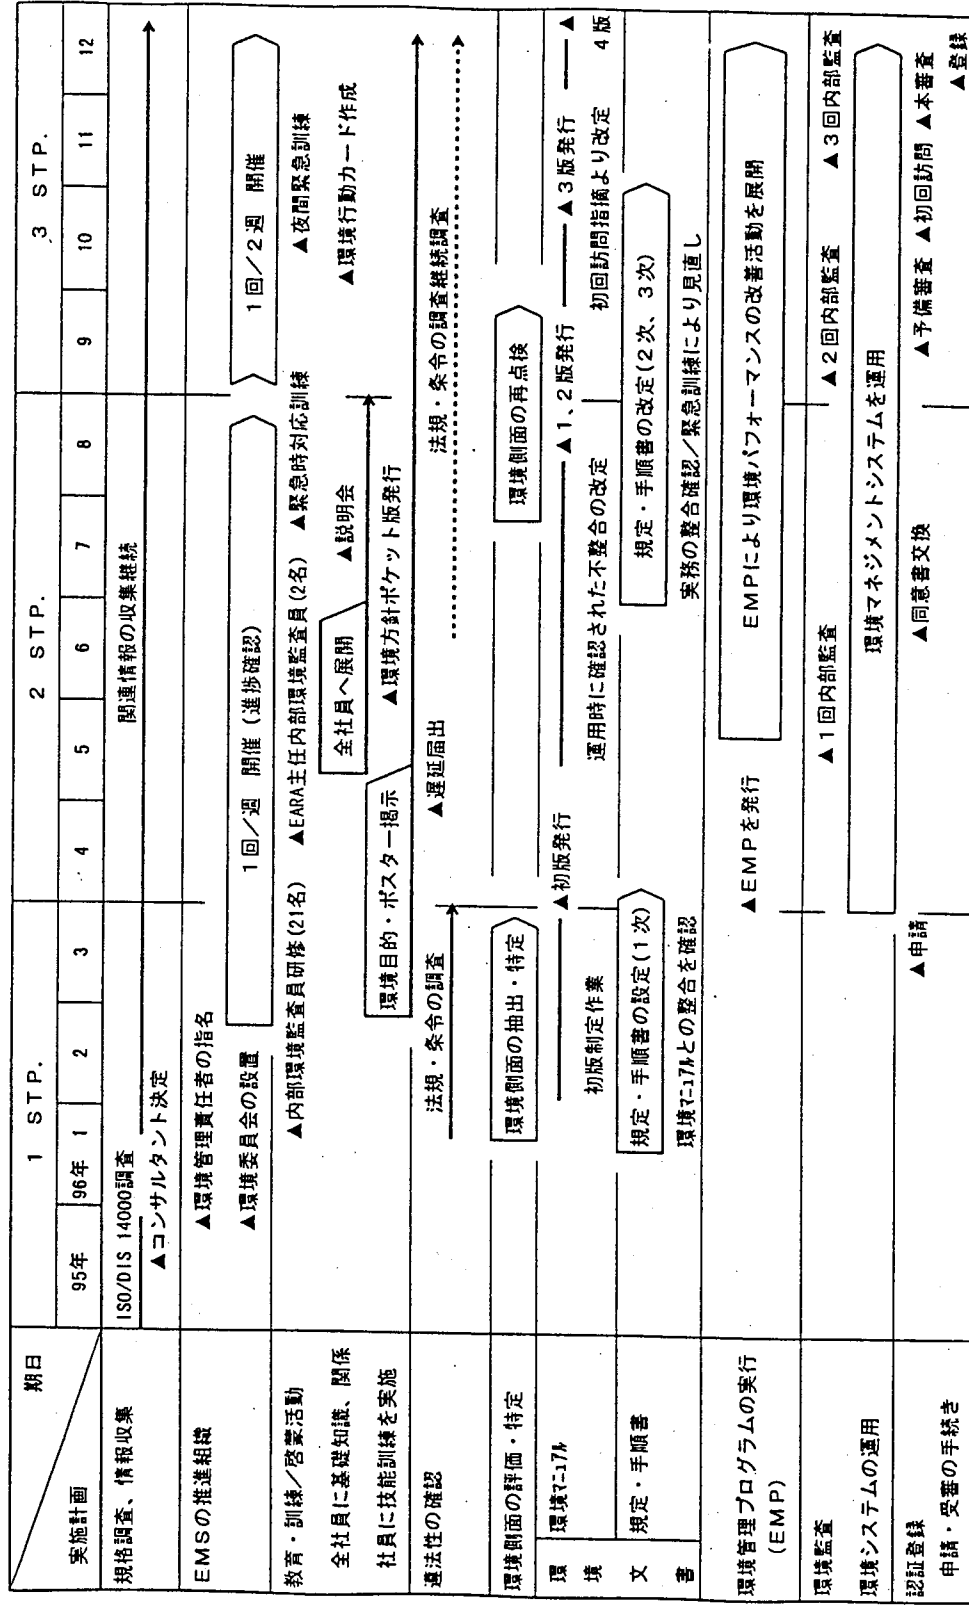 期日
実施計画
1 STP.
2 STP.
3 STP.
95年
96年
1
2
3
4
5
6
7
8
9
10
11
12
規格調査、情報収集
ISO/DIS 14000調査
関連情報の収集継続
▲コンサルタント決定
EMSの推進組織
▲環境管理責任者の指名
▲環境委員会の設置
1回/週 開催 (進捗確認)
1回/2週 開催
教育・訓練/啓蒙活動
全社員に基礎知識、関係
社員に技能訓練を実施
▲内部環境監査員研修(21名)
▲EARA主任内部環境監査員(2名)
▲緊急時対応訓練
▲夜間緊急訓練
全社員へ展開
▲説明会
▲環境行動カード作成
環境目的・ポスター掲示
▲環境方針ポケット版発行
遵法性の確認
法規・条令の調査
▲遅延届出
法規・条令の調査継続調査
環境側面の評価・特定
環境側面の抽出・特定
環境側面の再点検
環境文書
環境マニュアル
▲初版発行
▲1、2版発行
▲3版発行
▲
4版
初版制定作業
運用時に確認された不整合の改定
初回訪問指摘より改定
規定・手順書
規定・手順書の設定(1次)
規定・手順書の改定(2次、3次)
環境マニュアルとの整合を確認
実務の整合確認/緊急訓練により見直し
環境管理プログラムの実行
(EMP)
▲EMPを発行
EMPにより環境パフォーマンスの改善活動を展開
環境監査
▲1回内部監査
▲2回内部監査
▲3回内部監査
環境システムの運用
環境マネジメントシステムを運用
認証登録
申請・受審の手続き
▲申請
▲同意書交換
▲予備審査
▲初回訪問
▲本審査
▲登録